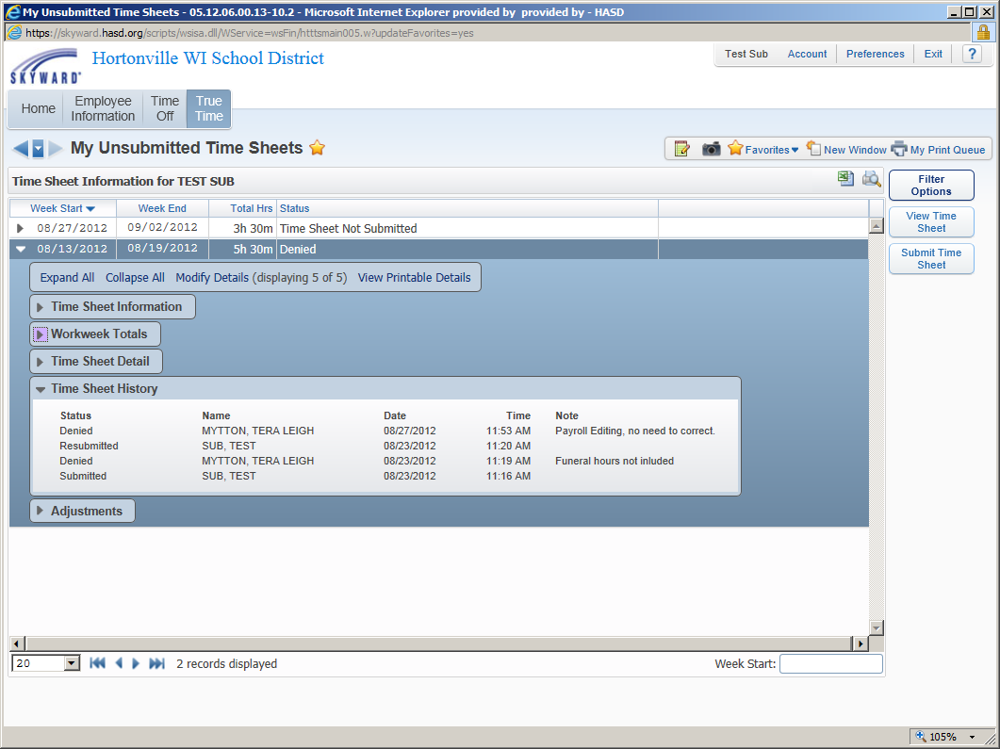 My Unsubmitted Time Sheets - 05.12.06.00.13-10.2 - Microsoft Internet Explorer provided by provided by - HASD
https://skyward.hasd.org/scripts/wsisa.dll/WService=wsFin/htttsmain005.w?updateFavorites=yes
SKYWARD
Hortonville WI School District
Test Sub Account Preferences Exit ?
Home Employee Information Time Off True Time
My Unsubmitted Time Sheets
Favorites New Window My Print Queue
Time Sheet Information for TEST SUB
Filter Options
View Time Sheet
Submit Time Sheet
Week Start Week End Total Hrs Status
08/27/2012 09/02/2012 3h 30m Time Sheet Not Submitted
08/13/2012 08/19/2012 5h 30m Denied
Expand All Collapse All Modify Details (displaying 5 of 5) View Printable Details
Time Sheet Information
Workweek Totals
Time Sheet Detail
Time Sheet History
Status Name Date Time Note
Denied MYTTON, TERA LEIGH 08/27/2012 11:53 AM Payroll Editing, no need to correct.
Resubmitted SUB, TEST 08/23/2012 11:20 AM
Denied MYTTON, TERA LEIGH 08/23/2012 11:19 AM Funeral hours not inluded
Submitted SUB, TEST 08/23/2012 11:16 AM
Adjustments
20 2 records displayed Week Start:
105%